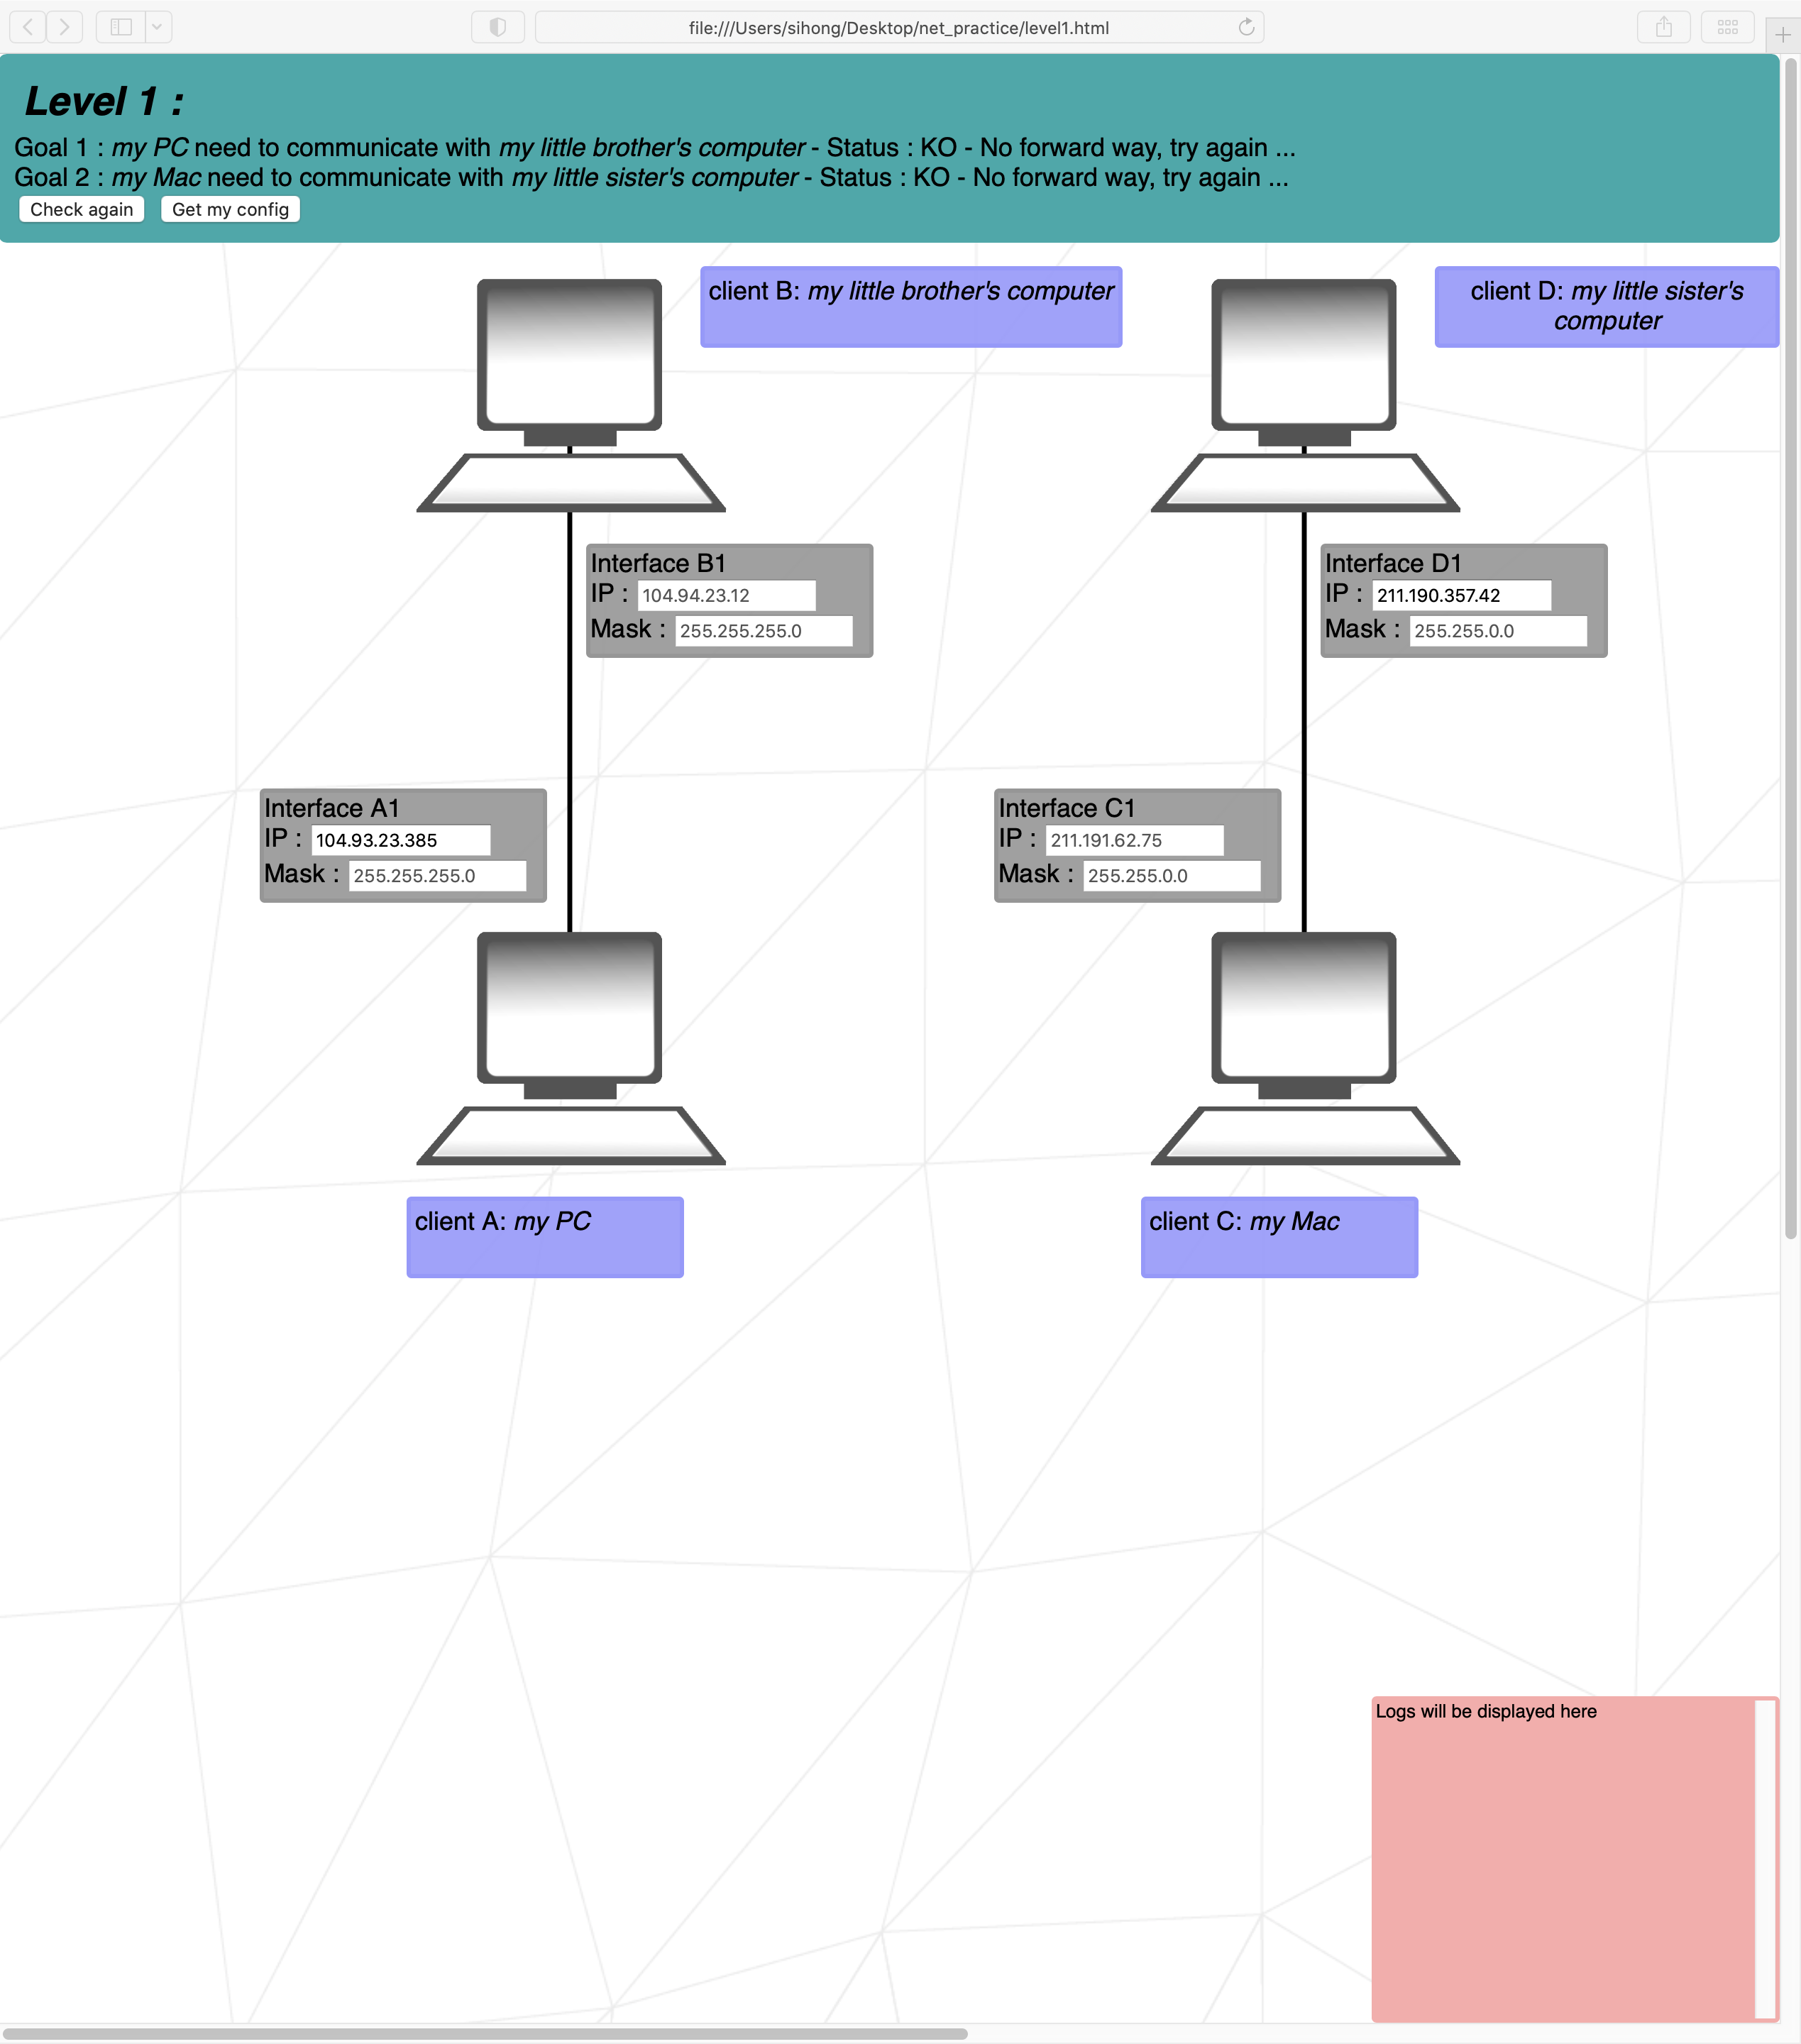 file:///Users/sihong/Desktop/net_practice/level1.html
Level 1 :
Goal 1 : my PC need to communicate with my little brother's computer - Status : KO - No forward way, try again ...
Goal 2 : my Mac need to communicate with my little sister's computer - Status : KO - No forward way, try again ...
Check again Get my config
client B: my little brother's computer
client D: my little sister's
computer
Interface B1
IP : 104.94.23.12
Mask : 255.255.255.0
Interface D1
IP : 211.190.357.42
Mask : 255.255.0.0
Interface A1
IP : 104.93.23.385
Mask : 255.255.255.0
Interface C1
IP : 211.191.62.75
Mask : 255.255.0.0
client A: my PC
client C: my Mac
Logs will be displayed here